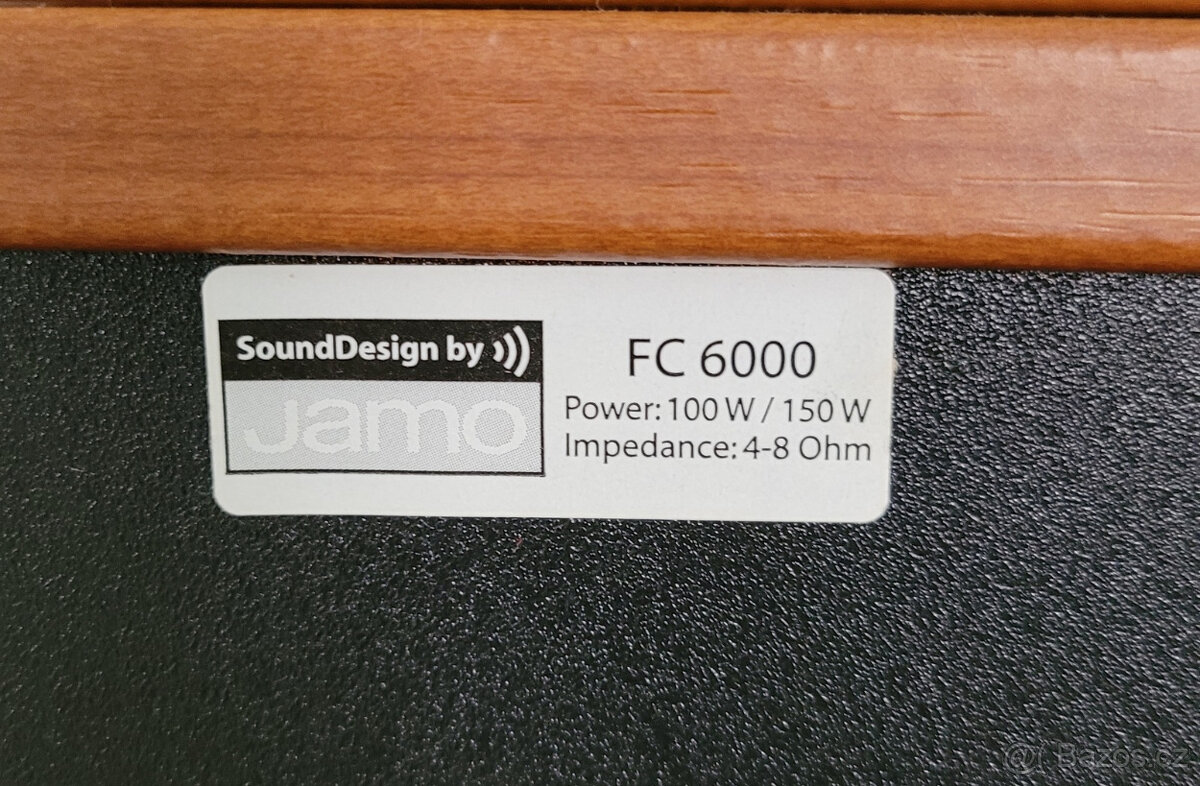 SoundDesign by
Jamo
FC 6000
Power: 100 W / 150 W
Impedance: 4-8 Ohm
@( Bazos.cz